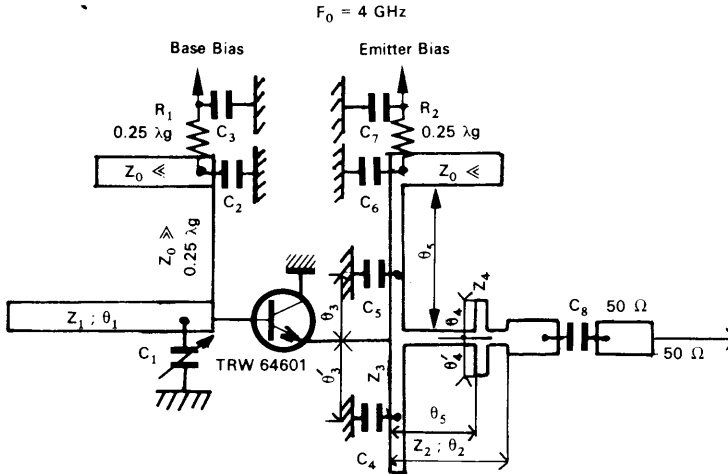 F₀ = 4 GHz
Base Bias
Emitter Bias
R₁
0.25 λg
C₃
C₇
R₂
0.25 λg
Z₀ ≪
C₂
C₆
Z₀ ≪
Z₀ ≫
0.25 λg
θ₅
C₅
θ₃
Z₄
θ₄
C₈
50 Ω
Z₁ ; θ₁
50 Ω
C₁
TRW 64601
θ'₃
Z₃
θ'₄
θ₅
Z₂ ; θ₂
C₄